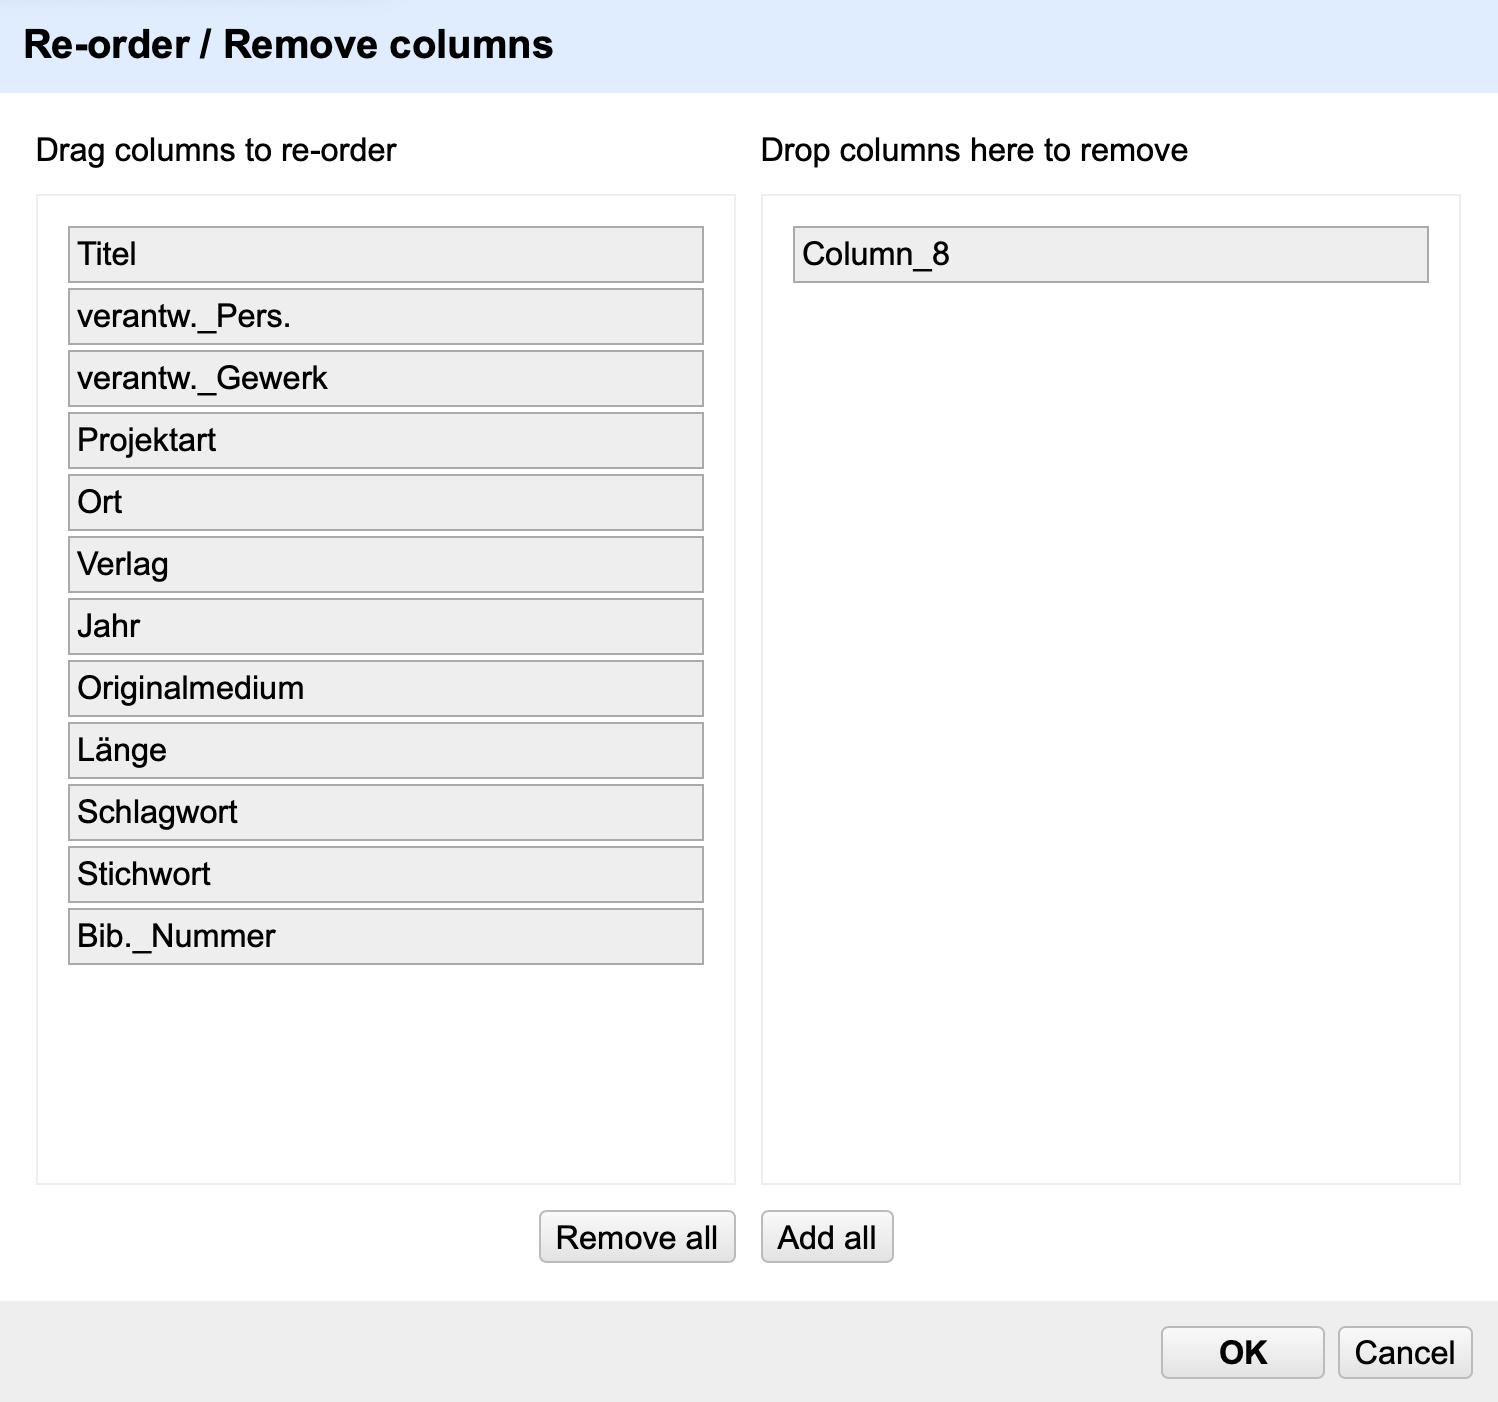 Re-order / Remove columns
Drag columns to re-order
Titel
verantw._Pers.
verantw._Gewerk
Projektart
Ort
Verlag
Jahr
Originalmedium
Länge
Schlagwort
Stichwort
Bib._Nummer
Remove all
Drop columns here to remove
Column_8
Add all
OK
Cancel